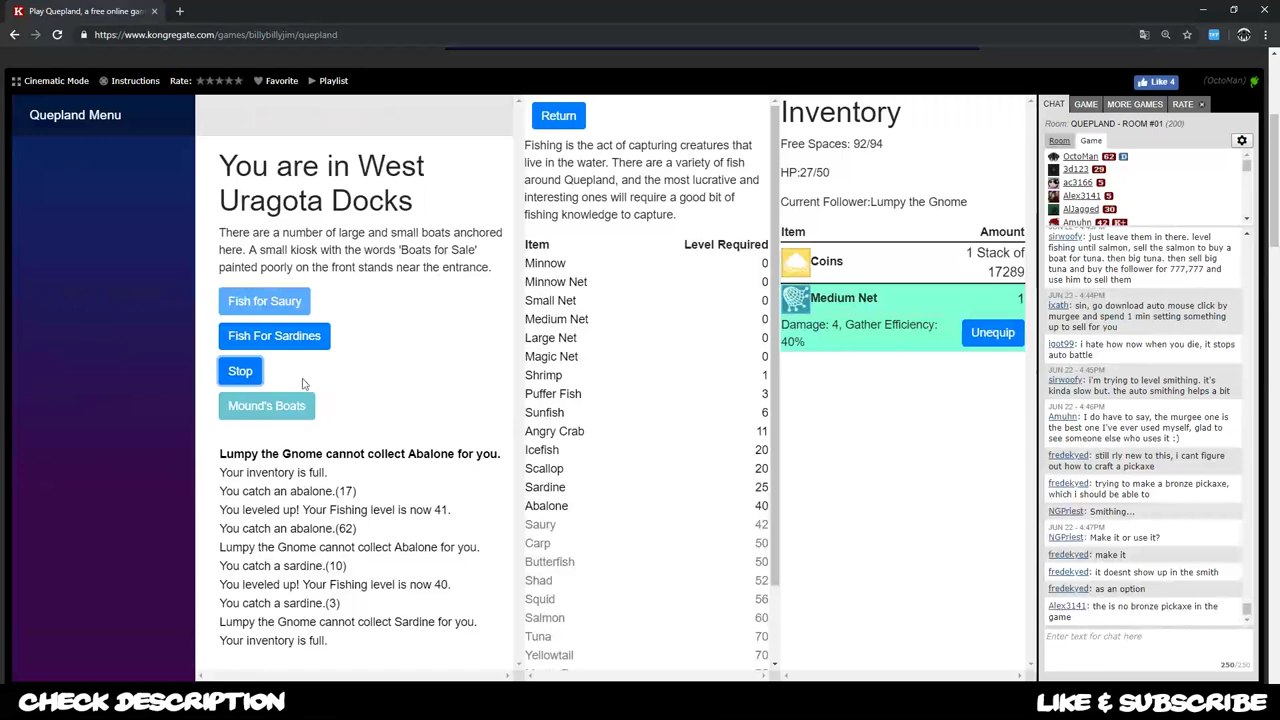 Play Quepland, a free online gam
https://www.kongregate.com/games/billybillyjim/quepland
Cinematic Mode
Instructions
Rate:
Favorite
Playlist
Like 4
(OctoMan)
Quepland Menu
You are in West
Uragota Docks
There are a number of large and small boats anchored
here. A small kiosk with the words 'Boats for Sale'
painted poorly on the front stands near the entrance.
Fish for Saury
Fish For Sardines
Stop
Mound's Boats
Lumpy the Gnome cannot collect Abalone for you.
Your inventory is full.
You catch an abalone.(17)
You leveled up! Your Fishing level is now 41.
You catch an abalone.(62)
Lumpy the Gnome cannot collect Abalone for you.
You catch a sardine.(10)
You leveled up! Your Fishing level is now 40.
You catch a sardine.(3)
Lumpy the Gnome cannot collect Sardine for you.
Your inventory is full.
Return
Fishing is the act of capturing creatures that
live in the water. There are a variety of fish
around Quepland, and the most lucrative and
interesting ones will require a good bit of
fishing knowledge to capture.
Item Level Required
Minnow 0
Minnow Net 0
Small Net 0
Medium Net 0
Large Net 0
Magic Net 0
Shrimp 1
Puffer Fish 3
Sunfish 6
Angry Crab 11
Icefish 20
Scallop 20
Sardine 25
Abalone 40
Saury 42
Carp 50
Butterfish 50
Shad 52
Squid 56
Salmon 60
Tuna 70
Yellowtail 70
Inventory
Free Spaces: 92/94
HP:27/50
Current Follower:Lumpy the Gnome
Item Amount
Coins 1 Stack of
17289
Medium Net 1
Damage: 4, Gather Efficiency:
40%
Unequip
CHAT GAME MORE GAMES RATE
Room: QUEPLAND - ROOM #01 (200)
Room Game
OctoMan 62 D
3d123 29
ac3166 5
Alex3141 5
AlJagged 30
Amuhn 42 K+
sirwoofy: just leave them in there. level
fishing until salmon, sell the salmon to buy a
boat for tuna. then big tuna. then sell big
tuna and buy the follower for 777,777 and
use him to sell them
JUN 22 - 4:44PM
ixath: sin, go download auto mouse click by
murgee and spend 1 min setting something
up to sell for you
igot99: i hate how now when you die, it stops
auto battle
JUN 22 - 4:45PM
sirwoofy: i'm trying to level smithing. it's
kinda slow but. the auto smithing helps a bit
JUN 22 - 4:46PM
Amuhn: I do have to say, the murgee one is
the best one I've ever used myself, glad to
see someone else who uses it :)
fredekyed: still rly new to this, i cant figure
out how to craft a pickaxe
fredekyed: trying to make a bronze pickaxe,
which i should be able to
NGPriest: Smithing...
JUN 22 - 4:47PM
NGPriest: Make it or use it?
fredekyed: make it
fredekyed: it doesnt show up in the smith
fredekyed: as an option
Alex3141: the is no bronze pickaxe in the
game
Enter text for chat here
250/250
CHECK DESCRIPTION
LIKE & SUBSCRIBE